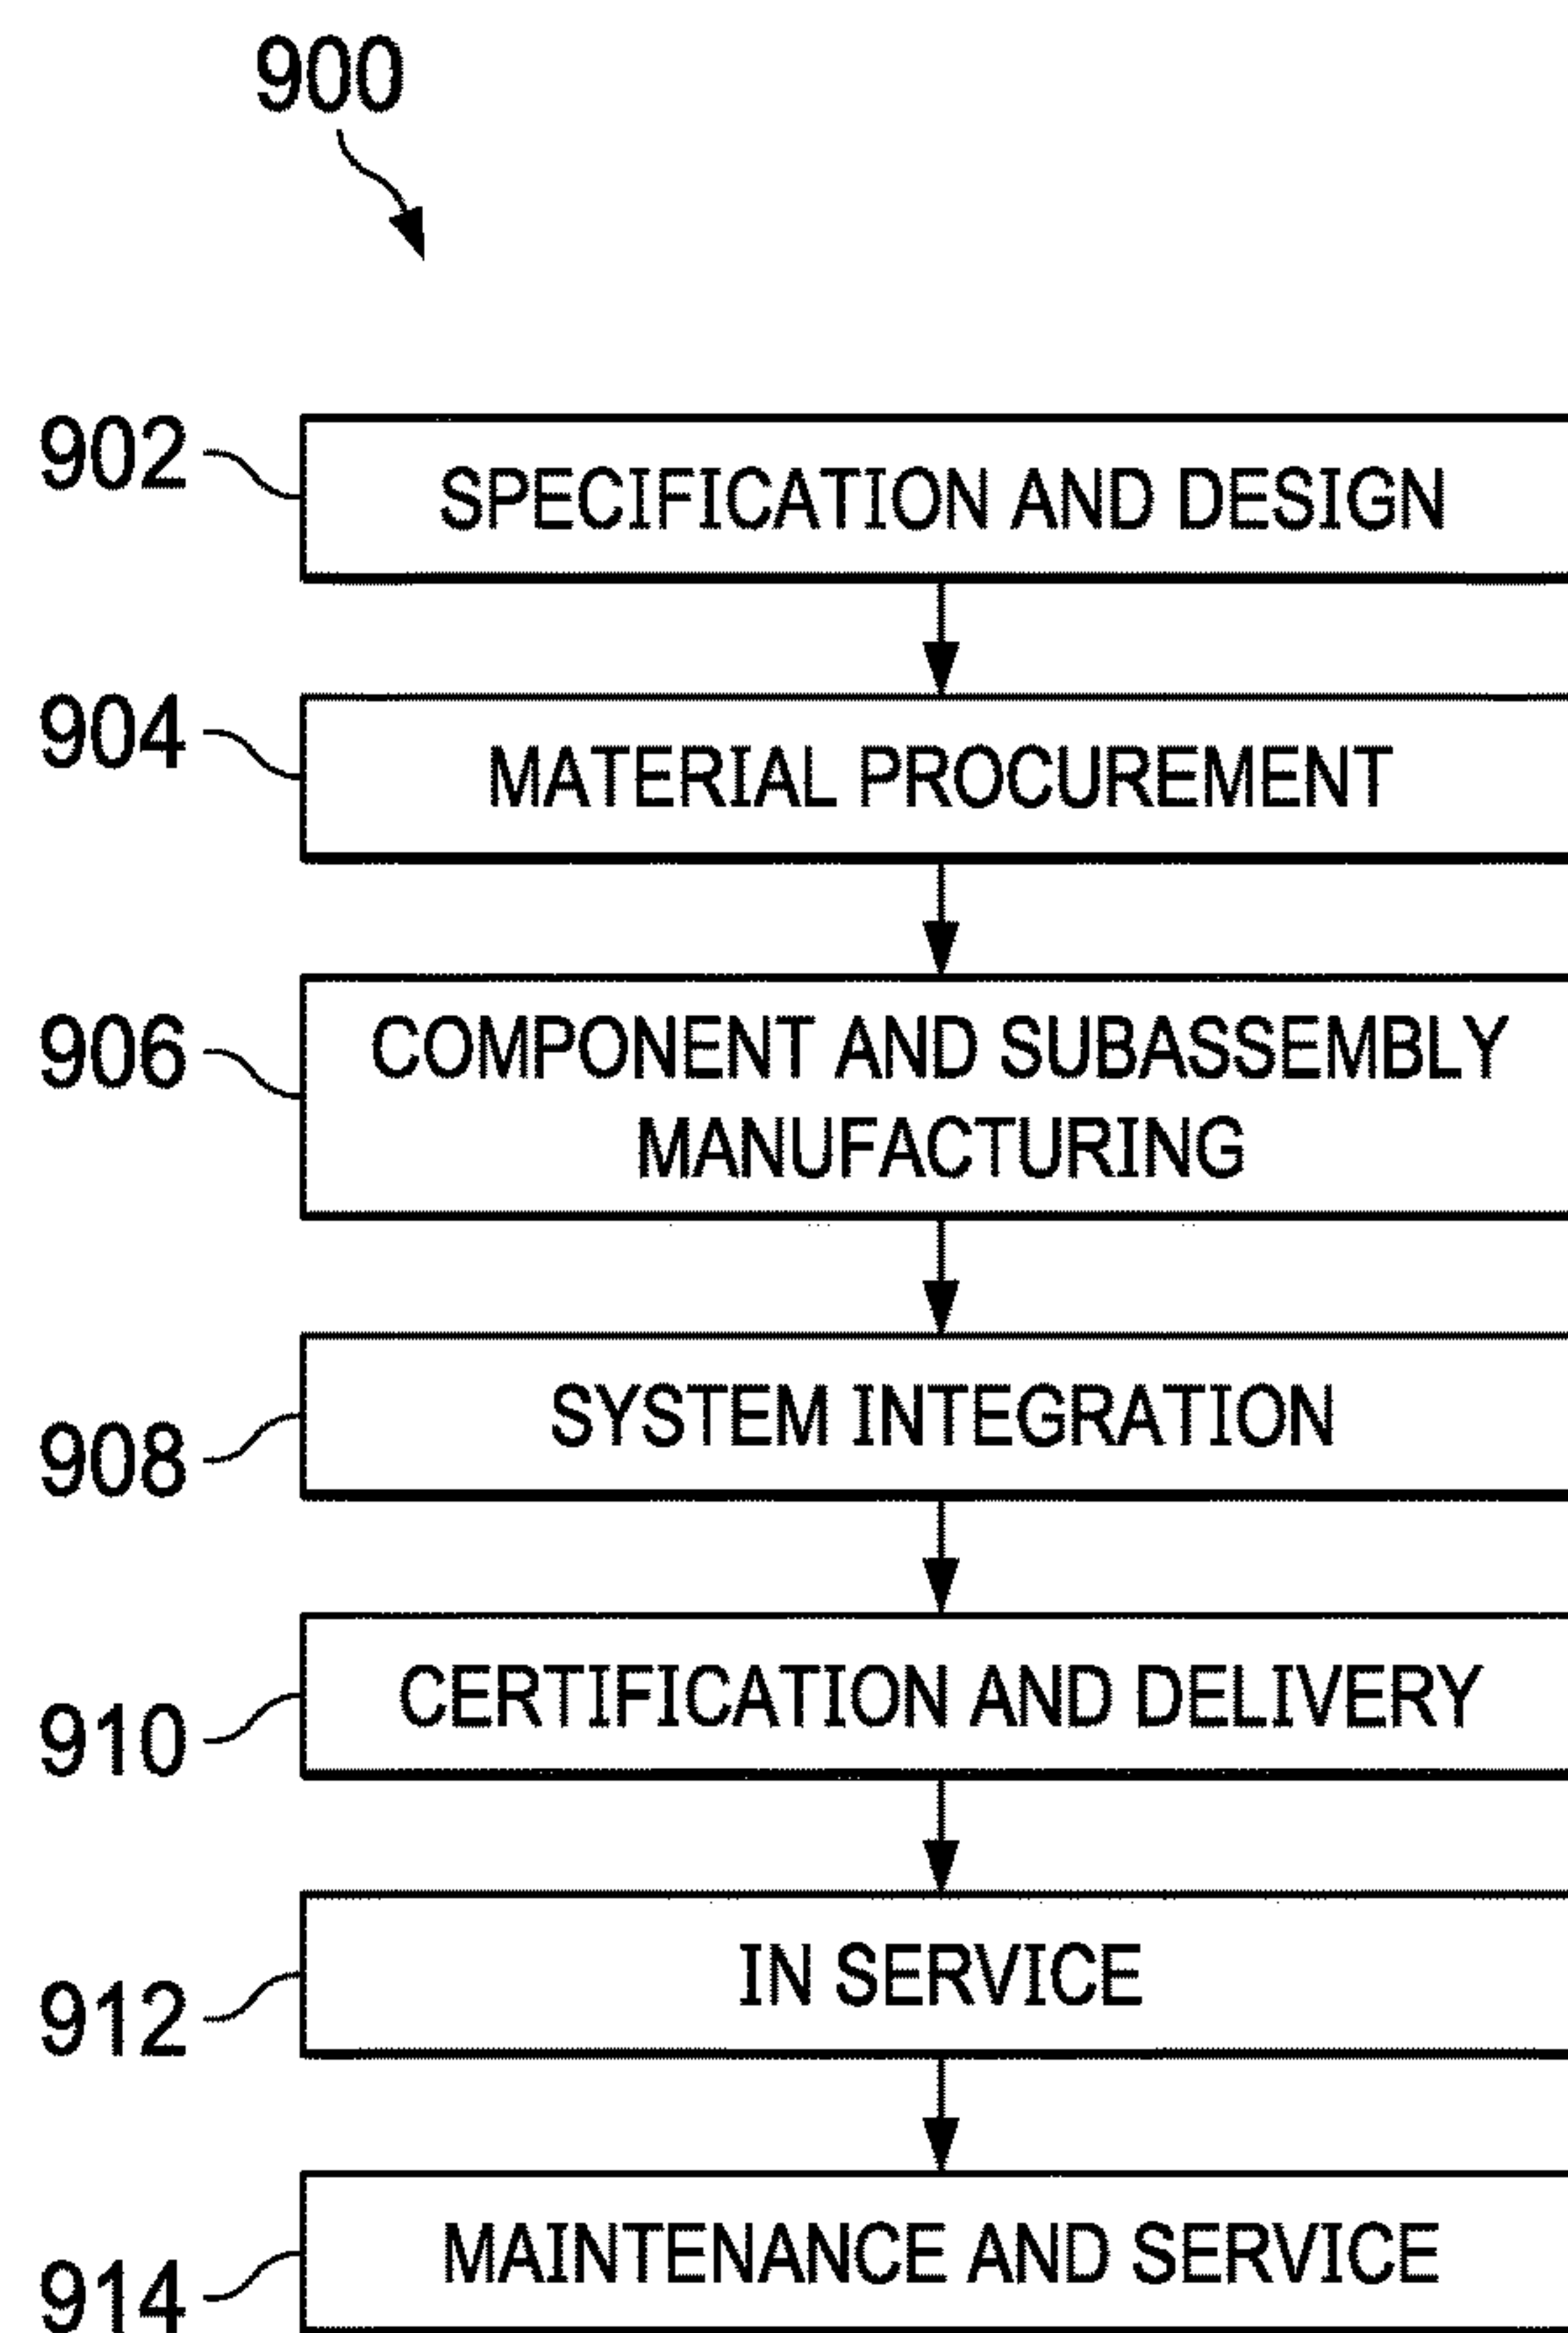 900
902
SPECIFICATION AND DESIGN
904
MATERIAL PROCUREMENT
906
COMPONENT AND SUBASSEMBLY
MANUFACTURING
908
SYSTEM INTEGRATION
910
CERTIFICATION AND DELIVERY
912
IN SERVICE
914
MAINTENANCE AND SERVICE